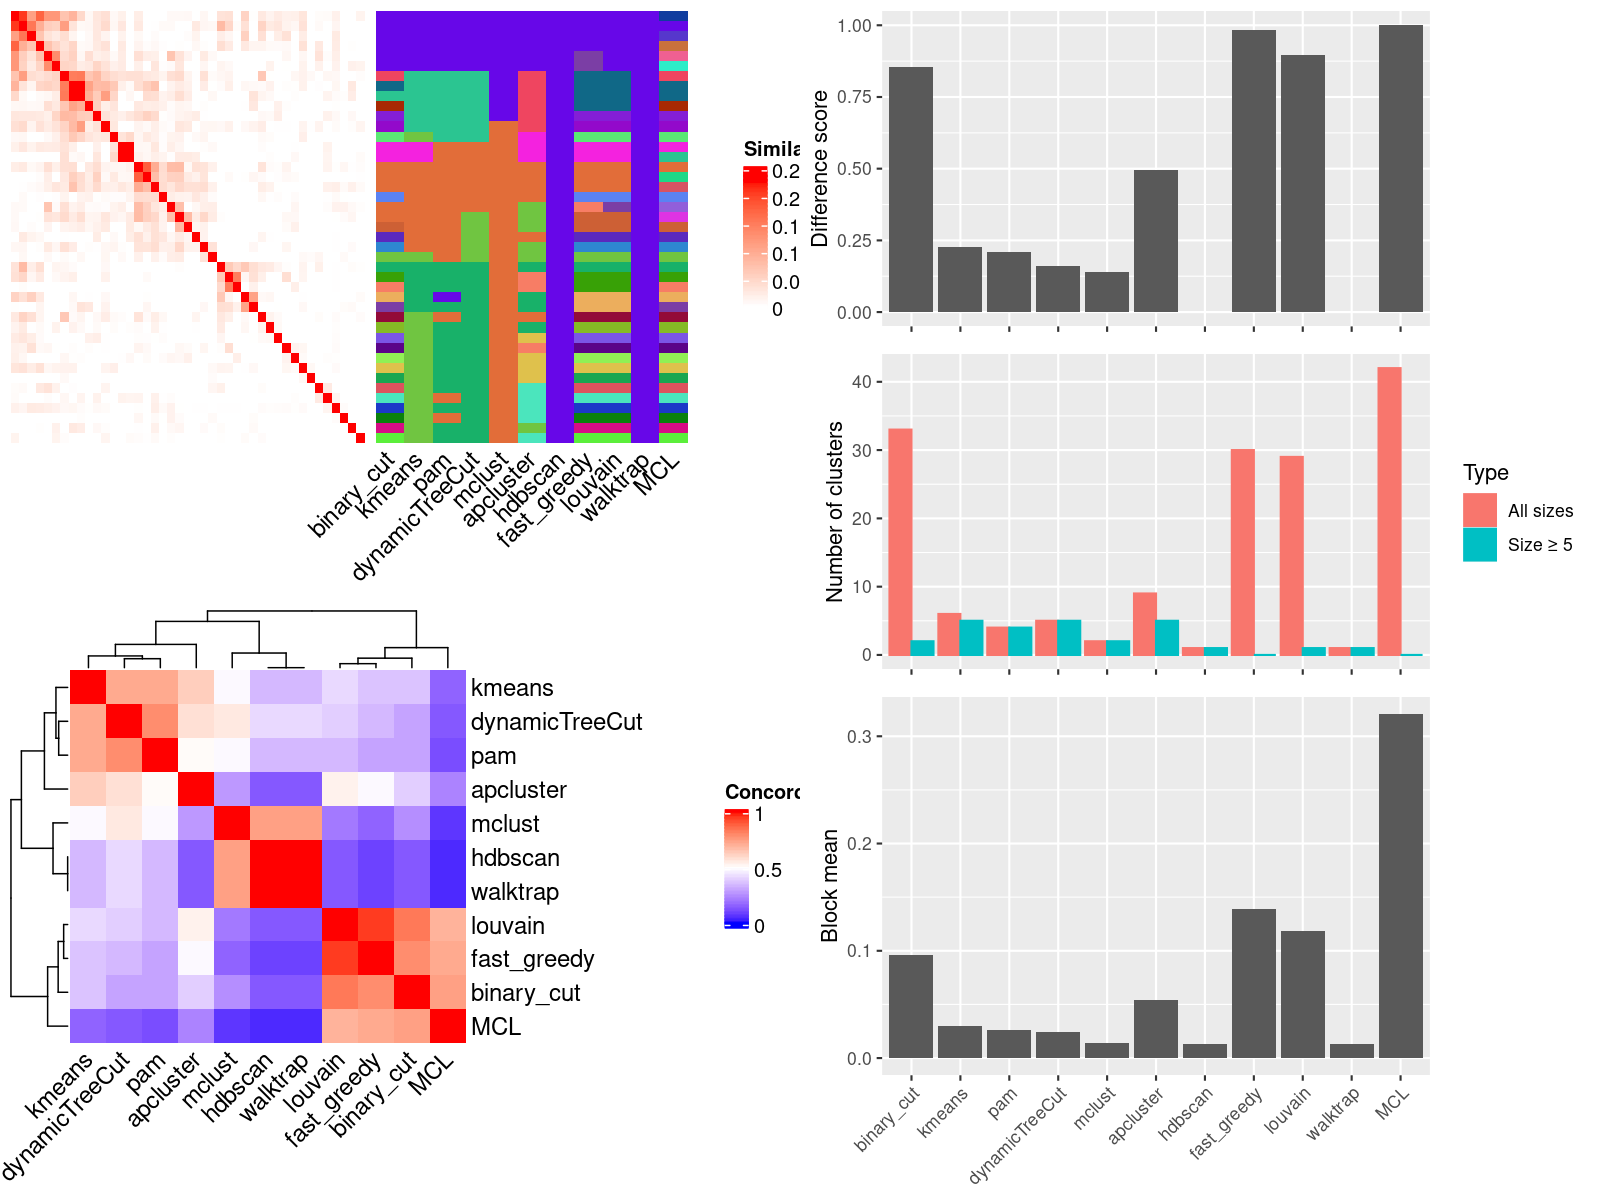 Simila
0.2
0.2
0.1
0.1
0.0
0
binary_cut
kmeans
pam
dynamicTreeCut
mclust
apcluster
hdbscan
fast_greedy
louvain
walktrap
MCL
kmeans
dynamicTreeCut
pam
apcluster
mclust
hdbscan
walktrap
louvain
fast_greedy
binary_cut
MCL
kmeans
dynamicTreeCut
pam
apcluster
mclust
hdbscan
walktrap
louvain
fast_greedy
binary_cut
MCL
Concord
1
0.5
0
Difference score
1.00
0.75
0.50
0.25
0.00
Number of clusters
40
30
20
10
0
Type
All sizes
Size ≥ 5
Block mean
0.3
0.2
0.1
0.0
binary_cut
kmeans
pam
dynamicTreeCut
mclust
apcluster
hdbscan
fast_greedy
louvain
walktrap
MCL